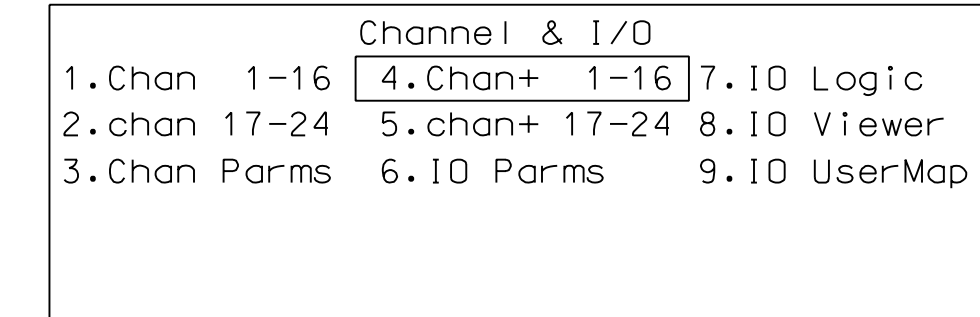 Channel & I/O
1.Chan 1-16 4.Chan+ 1-16 7.IO Logic
2.chan 17-24 5.chan+ 17-24 8.IO Viewer
3.Chan Parms 6.IO Parms 9.IO UserMap